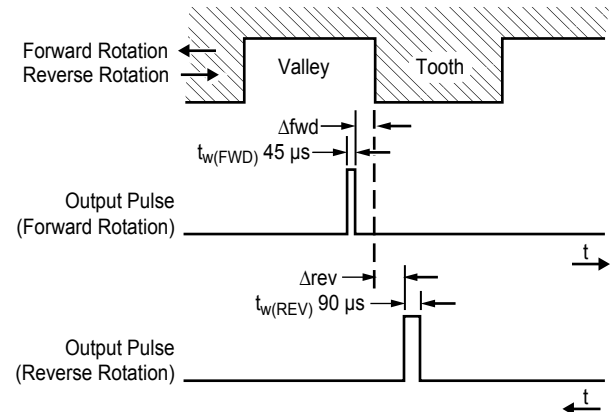 Forward Rotation
Reverse Rotation
Valley
Tooth
Δfwd
tw(FWD) 45 µs
Output Pulse
(Forward Rotation)
t
Δrev
tw(REV) 90 µs
Output Pulse
(Reverse Rotation)
t